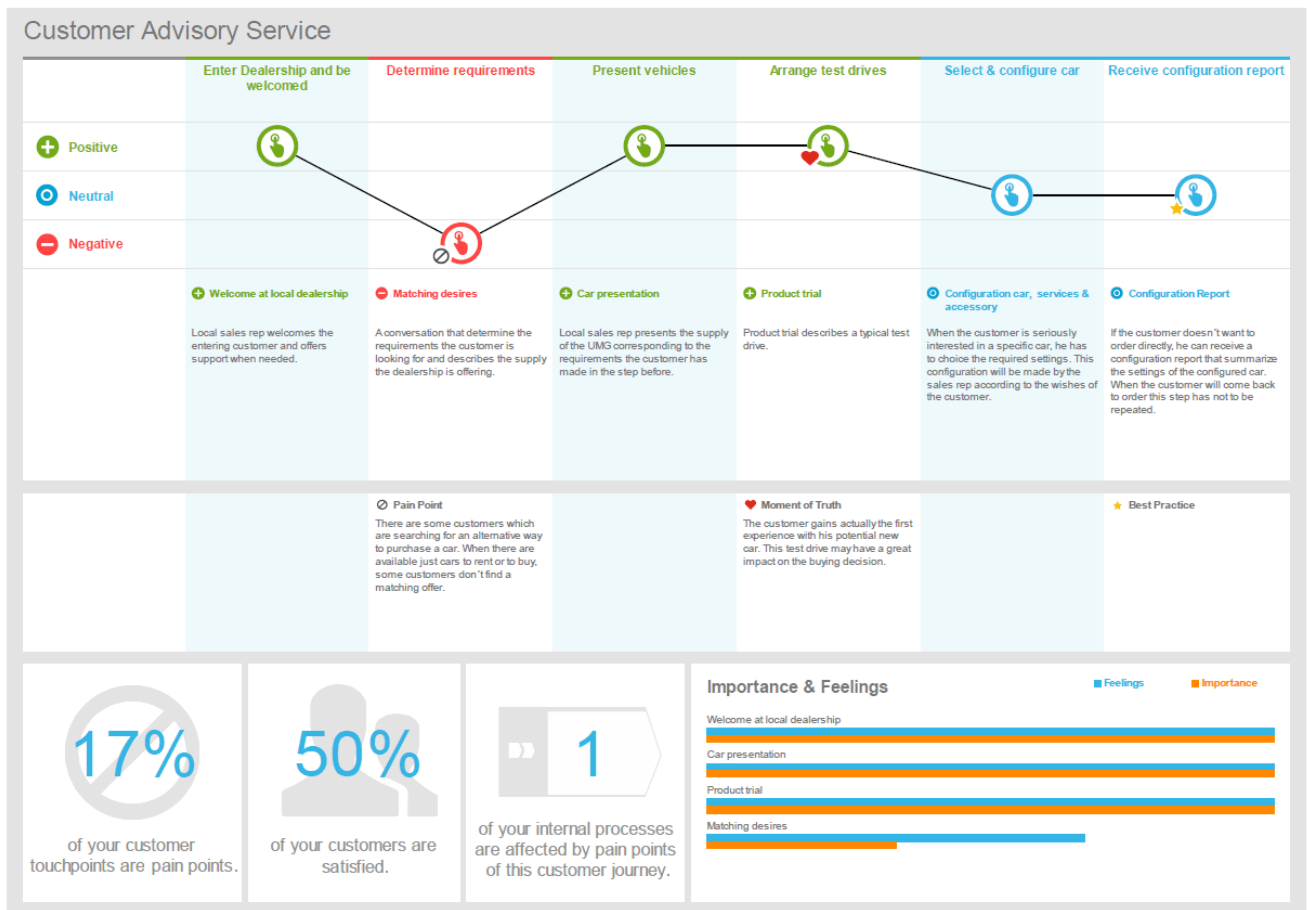 Customer Advisory Service
Enter Dealership and be
welcomed
Determine requirements
Present vehicles
Arrange test drives
Select & configure car
Receive configuration report
Positive
Neutral
Negative
Welcome at local dealership
Local sales rep welcomes the
entering customer and offers
support when needed.
Matching desires
A conversation that determine the
requirements the customer is
looking for and describes the supply
the dealership is offering.
Car presentation
Local sales rep presents the supply
of the UMG corresponding to the
requirements the customer has
made in the step before.
Product trial
Product trial describes a typical test
drive.
Configuration car, services &
accessory
When the customer is seriously
interested in a specific car, he has
to choice the required settings. This
configuration will be made by the
sales rep according to the wishes of
the customer.
Configuration Report
If the customer doesn't want to
order directly, he can receive a
configuration report that summarize
the settings of the configured car.
When the customer will come back
to order this step has not to be
repeated.
Pain Point
There are some customers which
are searching for an alternative way
to purchase a car. When there are
available just cars to rent or to buy,
some customers don't find a
matching offer.
Moment of Truth
The customer gains actually the first
experience with his potential new
car. This test drive may have a great
impact on the buying decision.
Best Practice
17%
of your customer
touchpoints are pain points.
50%
of your customers are
satisfied.
1
of your internal processes
are affected by pain points
of this customer journey.
Importance & Feelings
Feelings
Importance
Welcome at local dealership
Car presentation
Product trial
Matching desires